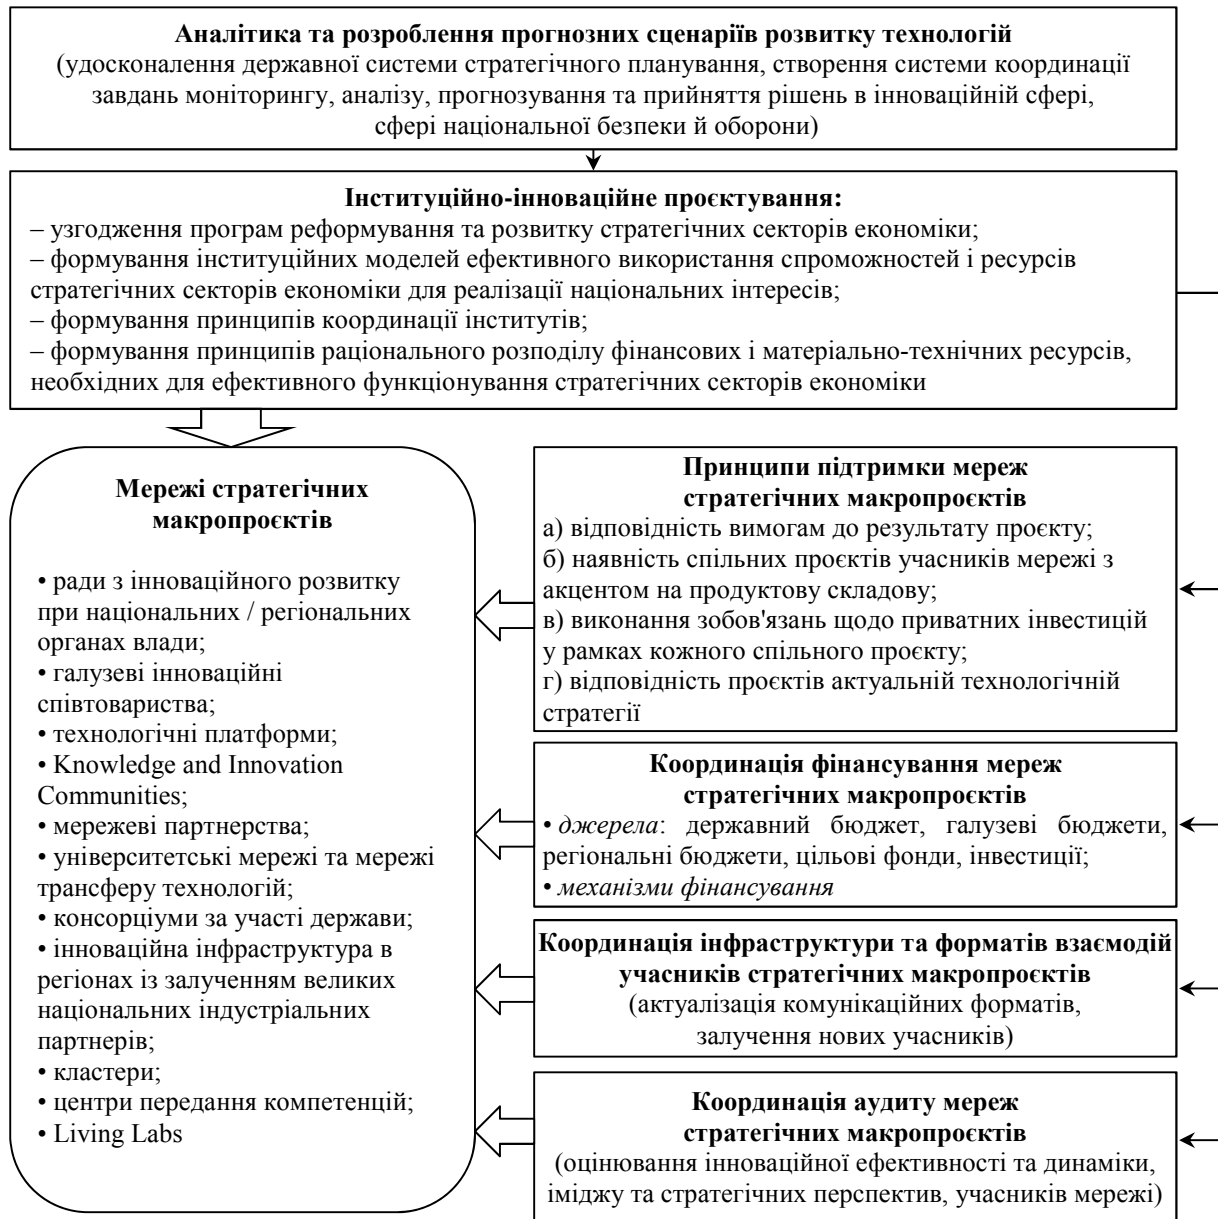 Аналітика та розроблення прогнозних сценаріїв розвитку технологій
(удосконалення державної системи стратегічного планування, створення системи координації
завдань моніторингу, аналізу, прогнозування та прийняття рішень в інноваційній сфері,
сфері національної безпеки й оборони)
Інституційно-інноваційне проєктування:
– узгодження програм реформування та розвитку стратегічних секторів економіки;
– формування інституційних моделей ефективного використання спроможностей і ресурсів
стратегічних секторів економіки для реалізації національних інтересів;
– формування принципів координації інститутів;
– формування принципів раціонального розподілу фінансових і матеріально-технічних ресурсів,
необхідних для ефективного функціонування стратегічних секторів економіки
Мережі стратегічних
макропроєктів
• ради з інноваційного розвитку
при національних / регіональних
органах влади;
• галузеві інноваційні
співтовариства;
• технологічні платформи;
• Knowledge and Innovation
Communities;
• мережеві партнерства;
• університетські мережі та мережі
трансферу технологій;
• консорціуми за участі держави;
• інноваційна інфраструктура в
регіонах із залученням великих
національних індустріальних
партнерів;
• кластери;
• центри передання компетенцій;
• Living Labs
Принципи підтримки мереж
стратегічних макропроєктів
а) відповідність вимогам до результату проєкту;
б) наявність спільних проєктів учасників мережі з
акцентом на продуктову складову;
в) виконання зобов'язань щодо приватних інвестицій
у рамках кожного спільного проєкту;
г) відповідність проєктів актуальній технологічній
стратегії
Координація фінансування мереж
стратегічних макропроєктів
• джерела: державний бюджет, галузеві бюджети,
регіональні бюджети, цільові фонди, інвестиції;
• механізми фінансування
Координація інфраструктури та форматів взаємодій
учасників стратегічних макропроєктів
(актуалізація комунікаційних форматів,
залучення нових учасників)
Координація аудиту мереж
стратегічних макропроєктів
(оцінювання інноваційної ефективності та динаміки,
іміджу та стратегічних перспектив, учасників мережі)